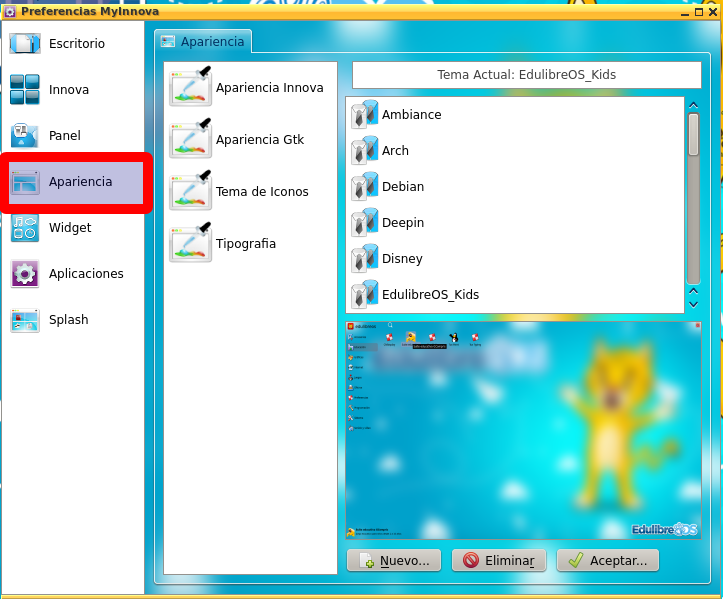 Preferencias MyInnova
Escritorio
Innova
Panel
Apariencia
Widget
Aplicaciones
Splash
Apariencia
Apariencia Innova
Apariencia Gtk
Tema de Iconos
Tipografia
Tema Actual: EdulibreOS_Kids
Ambiance
Arch
Debian
Deepin
Disney
EdulibreOS_Kids
EdulibreOS
Nuevo...
Eliminar
Aceptar...